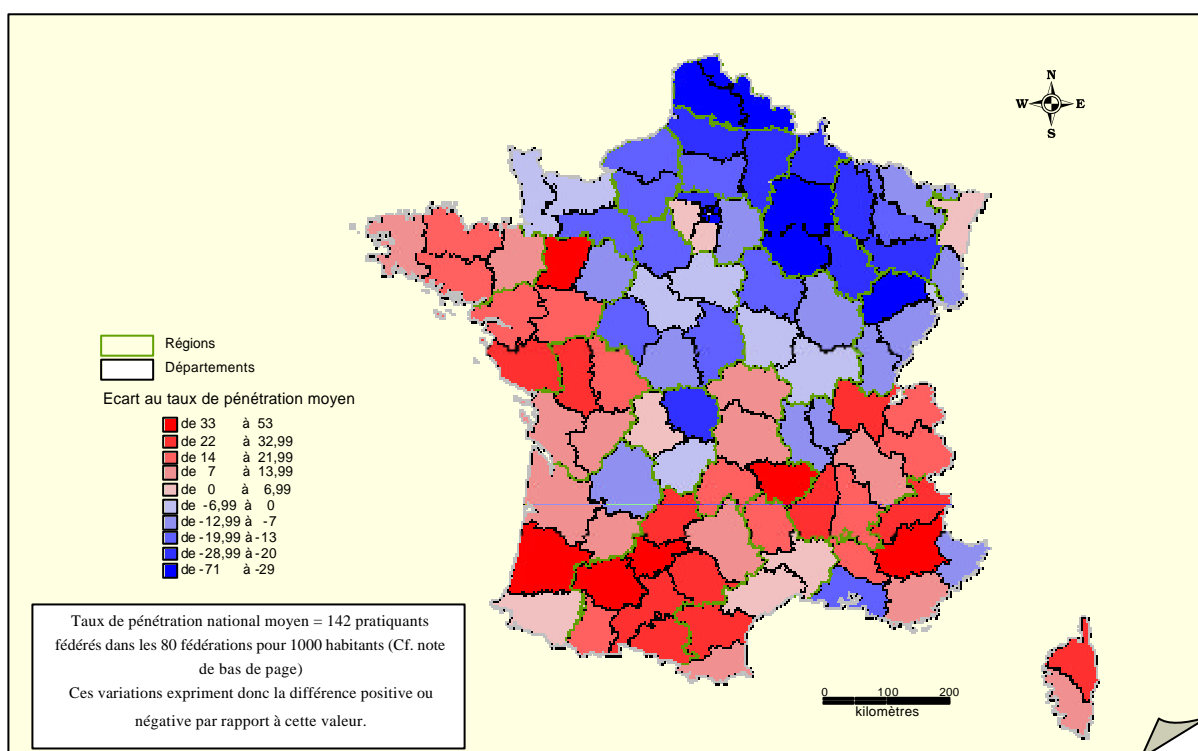 N
W E
S
Régions
Départements
Ecart au taux de pénétration moyen
de 33 à 53
de 22 à 32,99
de 14 à 21,99
de 7 à 13,99
de 0 à 6,99
de -6,99 à 0
de -12,99 à -7
de -19,99 à -13
de -28,99 à -20
de -71 à -29
Taux de pénétration national moyen = 142 pratiquants
fédérés dans les 80 fédérations pour 1000 habitants (Cf. note
de bas de page)
Ces variations expriment donc la différence positive ou
négative par rapport à cette valeur.
0 100 200
kilomètres